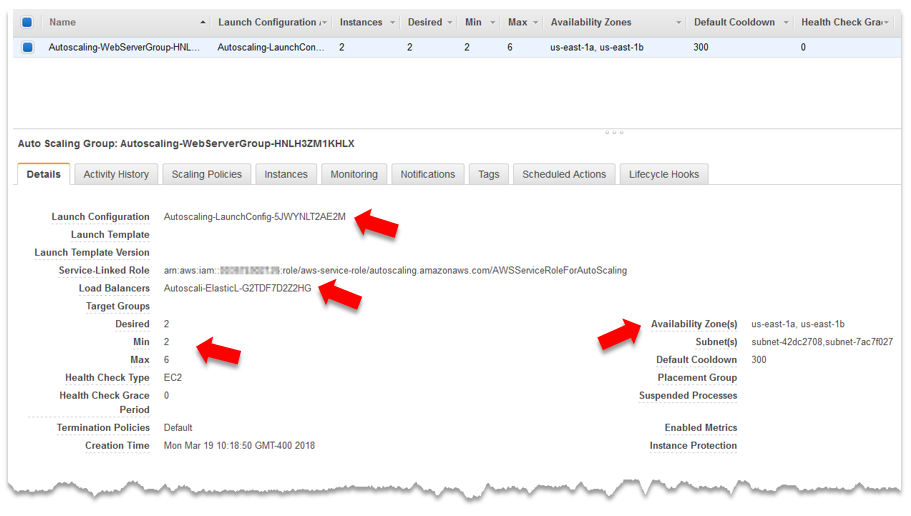 Name Launch Configuration Instances Desired Min Max Availability Zones Default Cooldown Health Check Gra
Autoscaling-WebServerGroup-HNL... Autoscaling-LaunchCon... 2 2 2 6 us-east-1a, us-east-1b 300 0
Auto Scaling Group: Autoscaling-WebServerGroup-HNLH3ZM1KHLX
Details Activity History Scaling Policies Instances Monitoring Notifications Tags Scheduled Actions Lifecycle Hooks
Launch Configuration Autoscaling-LaunchConfig-5JWYNLT2AE2M
Launch Template
Launch Template Version
Service-Linked Role arn:aws:iam:: :role/aws-service-role/autoscaling.amazonaws.com/AWSServiceRoleForAutoScaling
Load Balancers Autoscali-ElasticL-G2TDF7D2Z2HG
Target Groups
Desired 2 Availability Zone(s) us-east-1a, us-east-1b
Min 2 Subnet(s) subnet-42dc2708,subnet-7ac7f027
Max 6 Default Cooldown 300
Health Check Type EC2 Placement Group
Health Check Grace 0 Suspended Processes
Period
Termination Policies Default Enabled Metrics
Creation Time Mon Mar 19 10:18:50 GMT-400 2018 Instance Protection